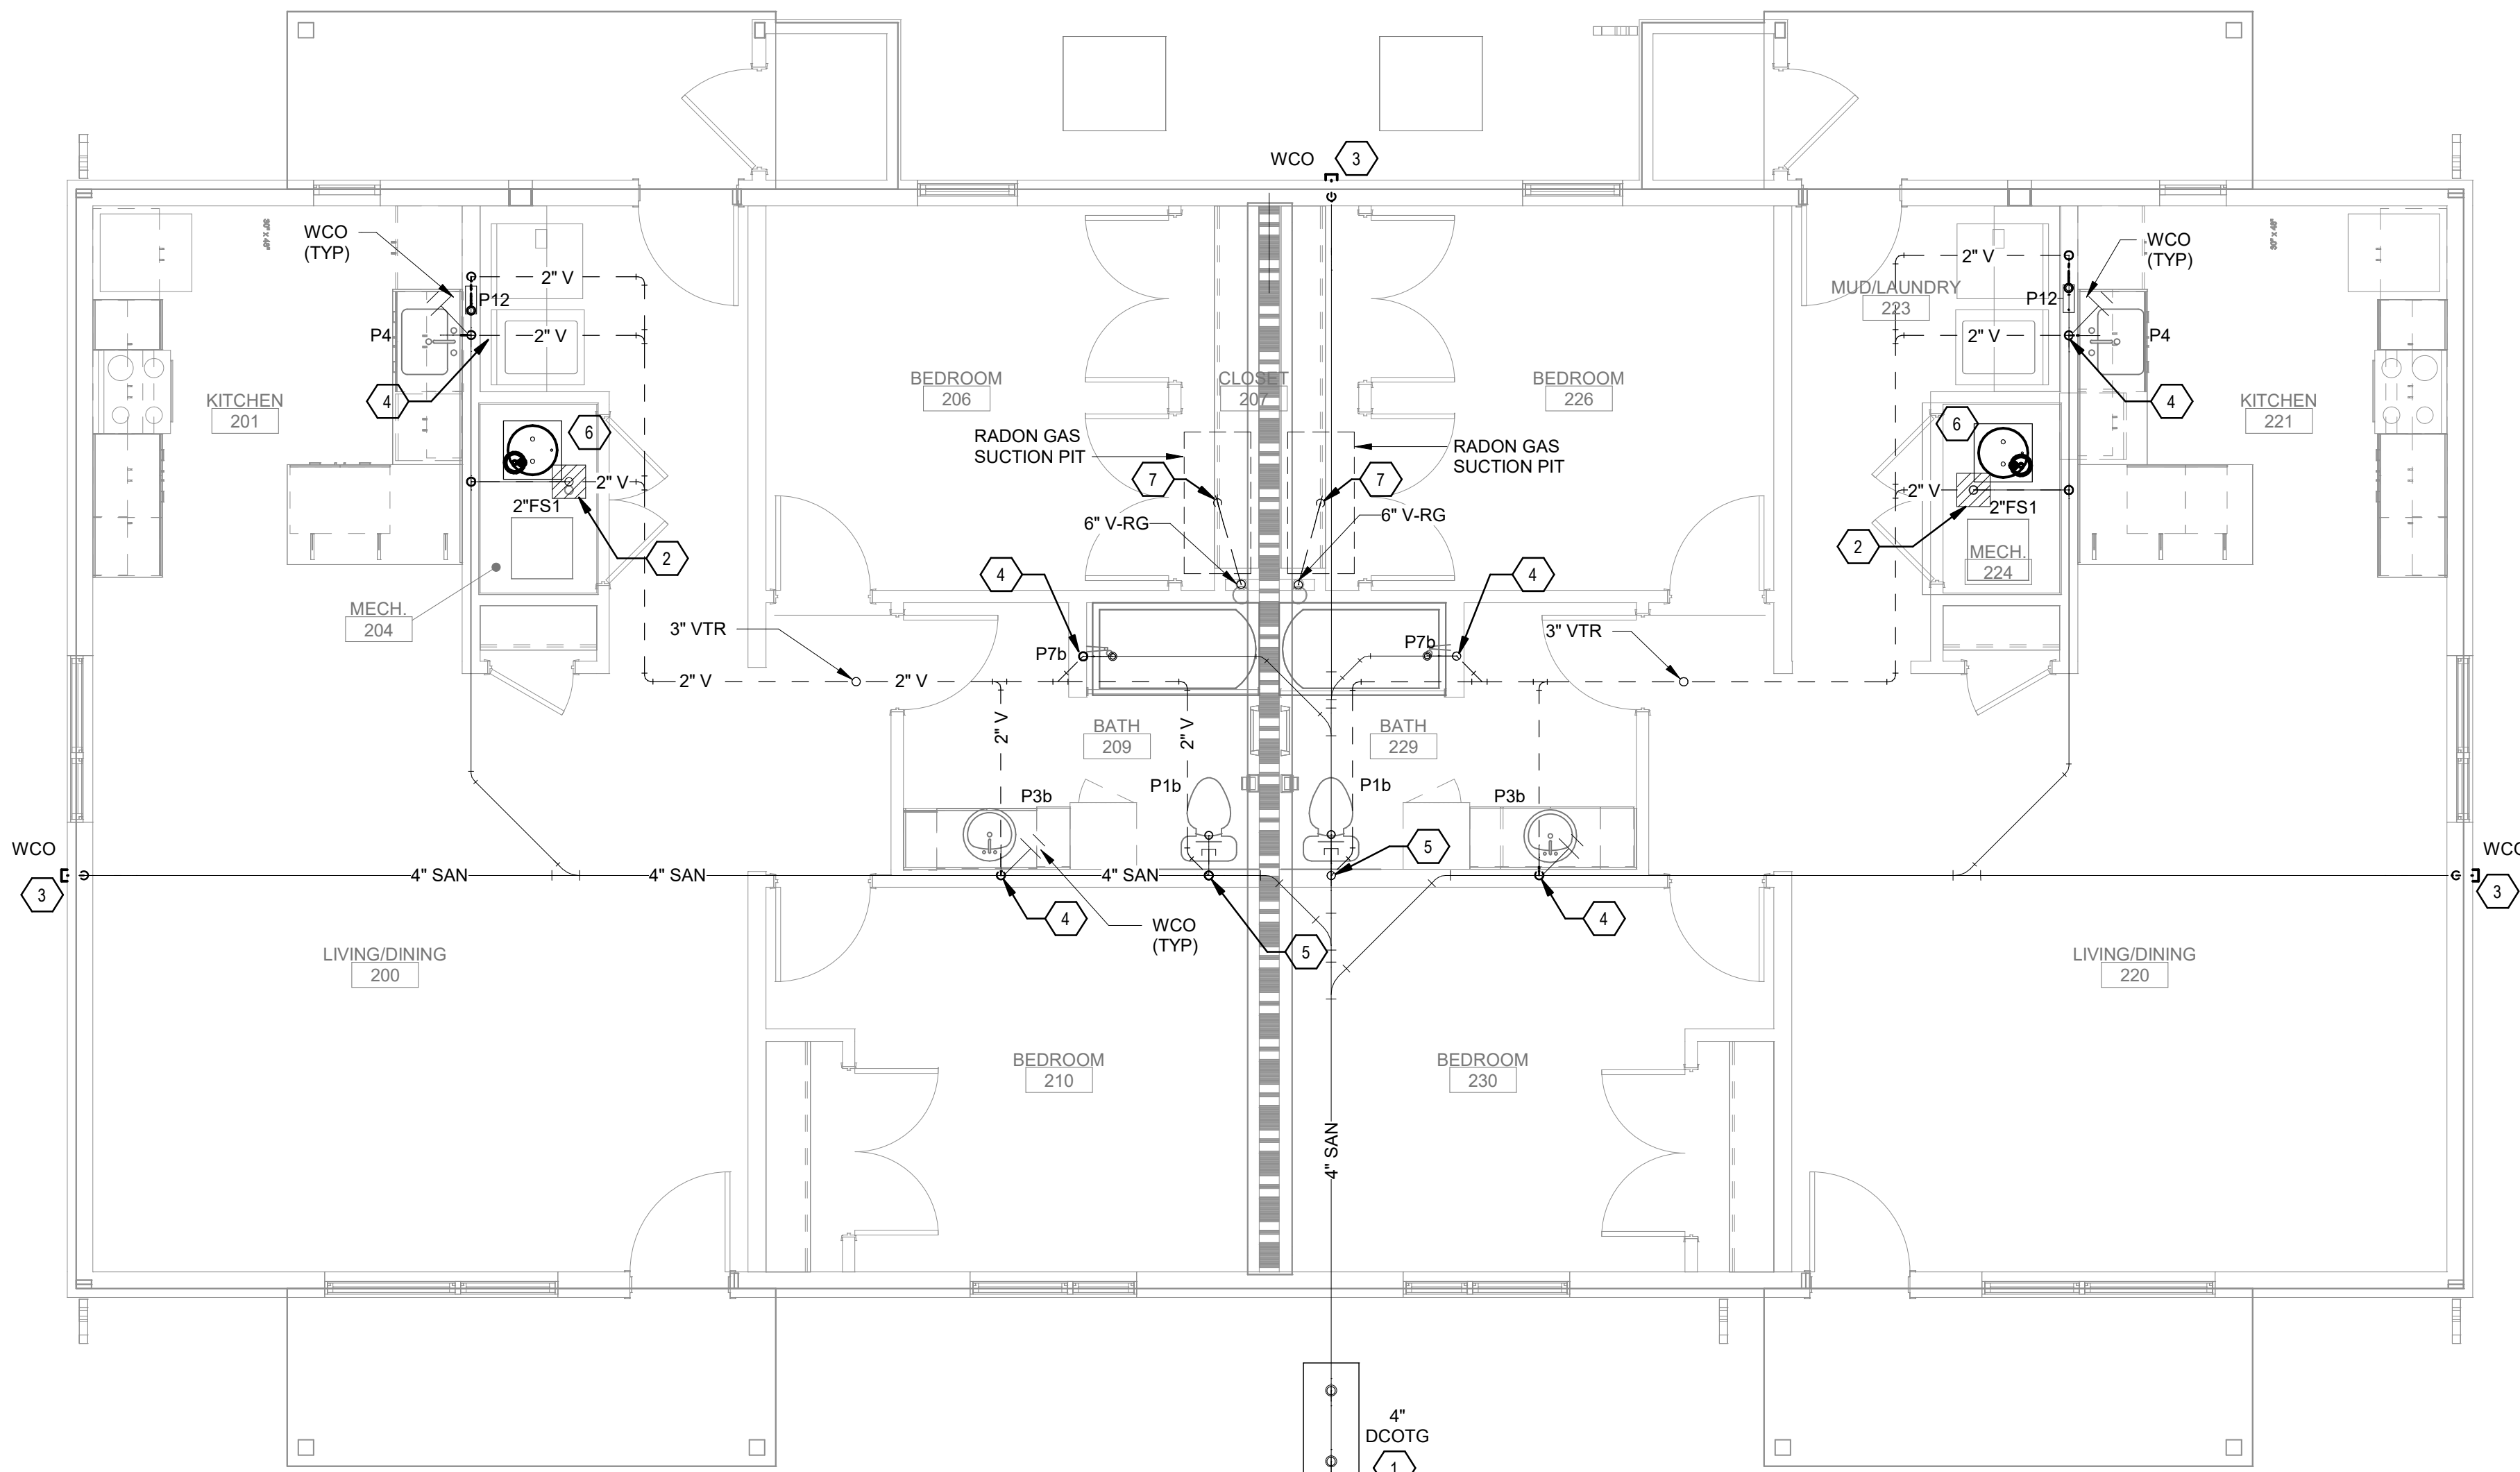 WCO
3
WCO
(TYP)
30" x 48"
2" V
P12
P4
2" V
4
KITCHEN
201
6
2" V
2"FS1
2
MECH.
204
BEDROOM
206
CLOSET
207
BEDROOM
226
RADON GAS
SUCTION PIT
RADON GAS
SUCTION PIT
7
7
6" V-RG
6" V-RG
4
4
MUD/LAUNDRY
223
2" V
P12
WCO
(TYP)
30" x 48"
2" V
P4
4
KITCHEN
221
6
2" V
2"FS1
2
MECH.
224
3" VTR
P7b
P7b
3" VTR
2" V
2" V
2" V
BATH
209
2" V
BATH
229
P3b
P1b
P1b
P3b
5
WCO
3
4" SAN
4" SAN
4" SAN
4
WCO
(TYP)
5
4
WCO
3
LIVING/DINING
200
LIVING/DINING
220
BEDROOM
210
BEDROOM
230
4" SAN
4"
DCOTG
1